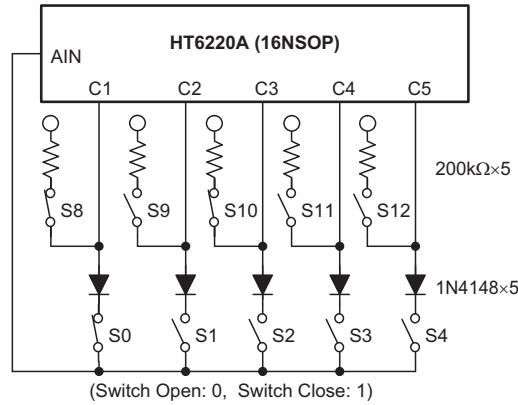 HT6220A (16NSOP)
AIN
C1 C2 C3 C4 C5
200kΩ×5
S8 S9 S10 S11 S12
1N4148×5
S0 S1 S2 S3 S4
(Switch Open: 0, Switch Close: 1)